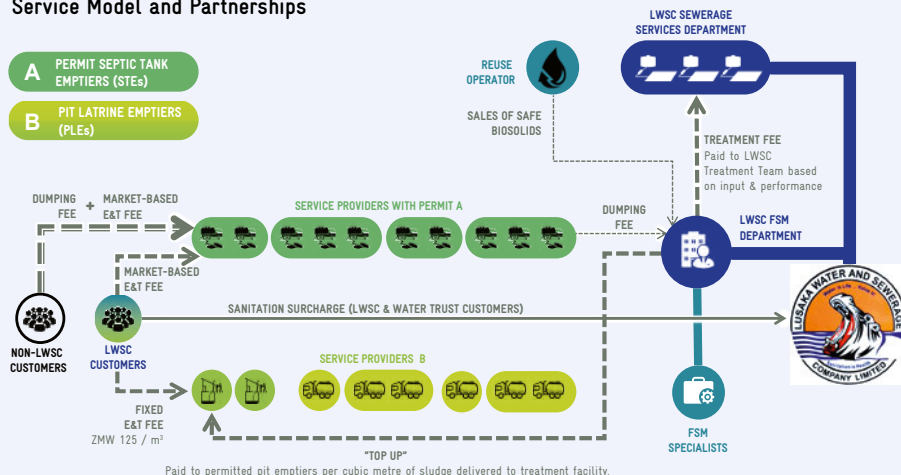 Service Model and Partnerships
LWSC SEWERAGE
SERVICES DEPARTMENT
A
PERMIT SEPTIC TANK
EMPTIERS (STEs)
B
PIT LATRINE EMPTIERS
(PLEs)
REUSE
OPERATOR
SALES OF SAFE
BIOSOLIDS
TREATMENT FEE
Paid to LWSC
Treatment Team based
on input & performance
DUMPING
FEE
+
MARKET-BASED
E&T FEE
SERVICE PROVIDERS WITH PERMIT A
DUMPING
FEE
LWSC FSM
DEPARTMENT
MARKET-BASED
E&T FEE
SANITATION SURCHARGE (LWSC & WATER TRUST CUSTOMERS)
NON-LWSC
CUSTOMERS
LWSC
CUSTOMERS
SERVICE PROVIDERS B
LUSAKA WATER AND SEWERAGE
COMPANY LIMITED
FIXED
E&T FEE
ZMW 125 / m³
FSM
SPECIALISTS
"TOP UP"
Paid to permitted pit emptiers per cubic metre of sludge delivered to treatment facility.